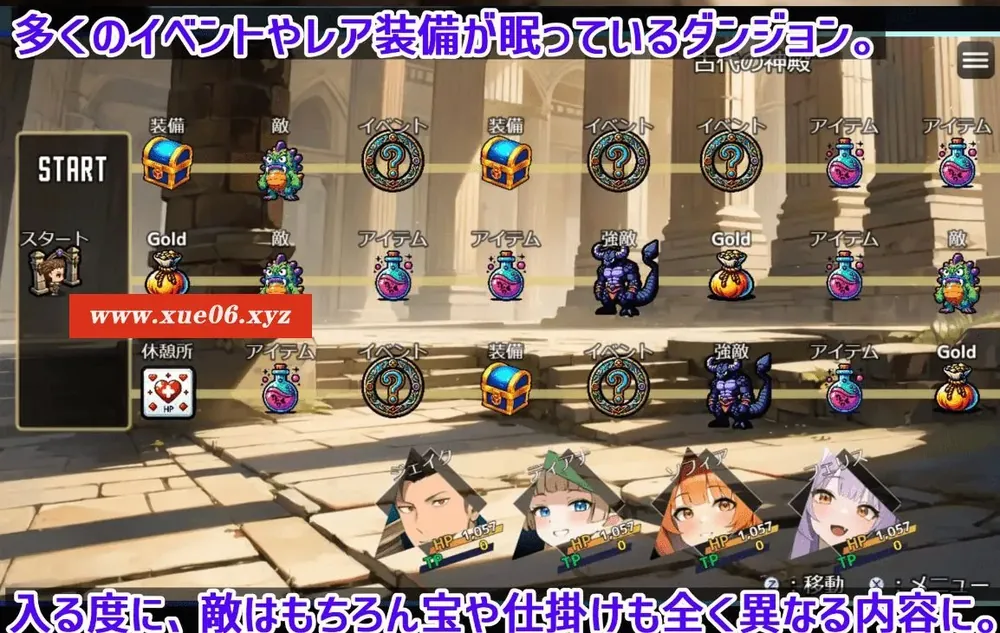 多くのイベントやレア装備が眠っているダンジョン。
古代の神殿
装備 敵 イベント 装備 イベント イベント アイテム アイテム
START
スタート Gold 敵 アイテム アイテム 強敵 Gold アイテム 敵
www.xue06.xyz
休憩所 アイテム イベント 装備 イベント 強敵 アイテム Gold
HP
ジェイク ディアナ ソフィア フェリス
HP 1,057 HP 1,057 HP 1,057 HP 1,057
TP 0 TP 0 TP 0 TP 0
Z:移動 X:メニュー
入る度に、敵はもちろん宝や仕掛けも全く異なる内容に。